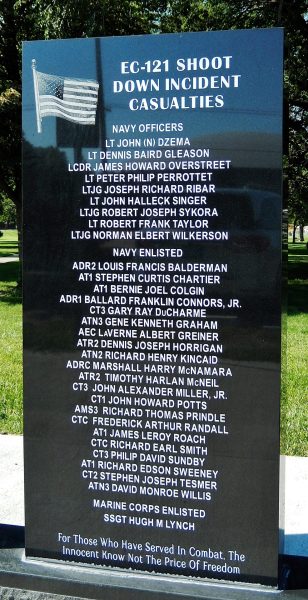 EC-121 SHOOT
DOWN INCIDENT
CASUALTIES
NAVY OFFICERS
LT JOHN (N) DZEMA
LT DENNIS BAIRD GLEASON
LCDR JAMES HOWARD OVERSTREET
LT PETER PHILIP PERROTTET
LTJG JOSEPH RICHARD RIBAR
LT JOHN HALLECK SINGER
LTJG ROBERT JOSEPH SYKORA
LT ROBERT FRANK TAYLOR
LTJG NORMAN ELBERT WILKERSON
NAVY ENLISTED
ADR2 LOUIS FRANCIS BALDERMAN
AT1 STEPHEN CURTIS CHARTIER
AT1 BERNIE JOEL COLGIN
ADR1 BALLARD FRANKLIN CONNORS, JR.
CT3 GARY RAY DUCHARME
ATN3 GENE KENNETH GRAHAM
AEC LAVERNE ALBERT GREINER
ATR2 DENNIS JOSEPH HORRIGAN
ATN2 RICHARD HENRY KINCAID
ADRC MARSHALL HARRY McNAMARA
ATR2 TIMOTHY HARLAN McNEIL
CT3 JOHN ALEXANDER MILLER, JR.
CT1 JOHN HOWARD POTTS
AMS3 RICHARD THOMAS PRINDLE
CTC FREDERICK ARTHUR RANDALL
AT1 JAMES LEROY ROACH
CTC RICHARD EARL SMITH
CT3 PHILIP DAVID SUNDBY
AT1 RICHARD EDSON SWEENEY
CT2 STEPHEN JOSEPH TESMER
ATN3 DAVID MONROE WILLIS
MARINE CORPS ENLISTED
SSGT HUGH M LYNCH
For Those Who Have Served In Combat, The
Innocent Know Not The Price Of Freedom